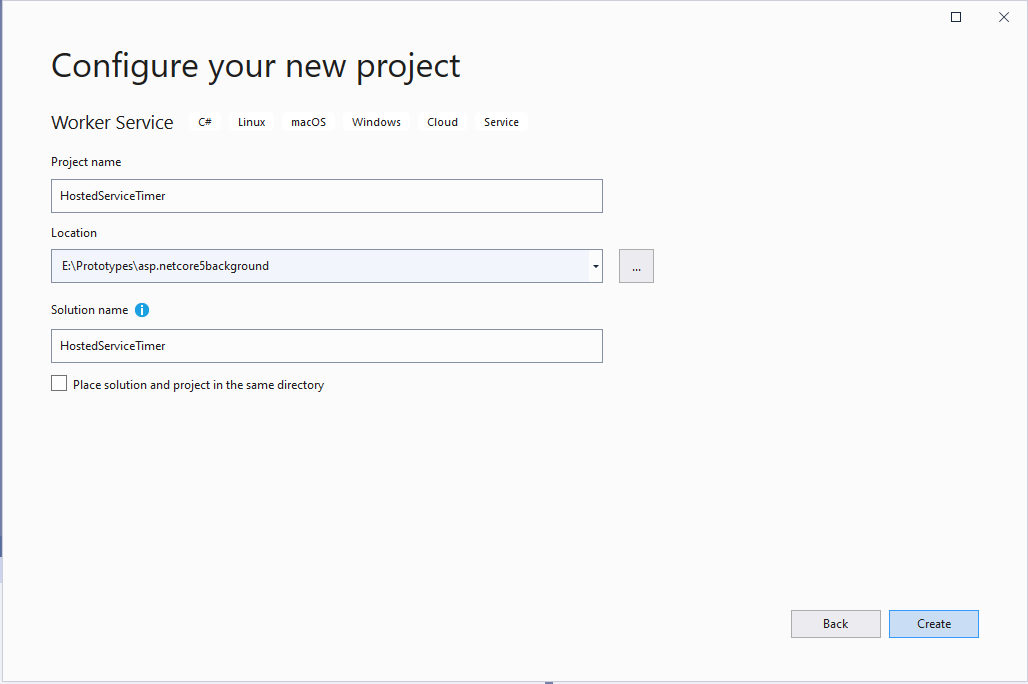 Configure your new project
Worker Service C# Linux macOS Windows Cloud Service
Project name
HostedServiceTimer
Location
E:\Prototypes\asp.netcore5background
...
Solution name
HostedServiceTimer
Place solution and project in the same directory
Back Create